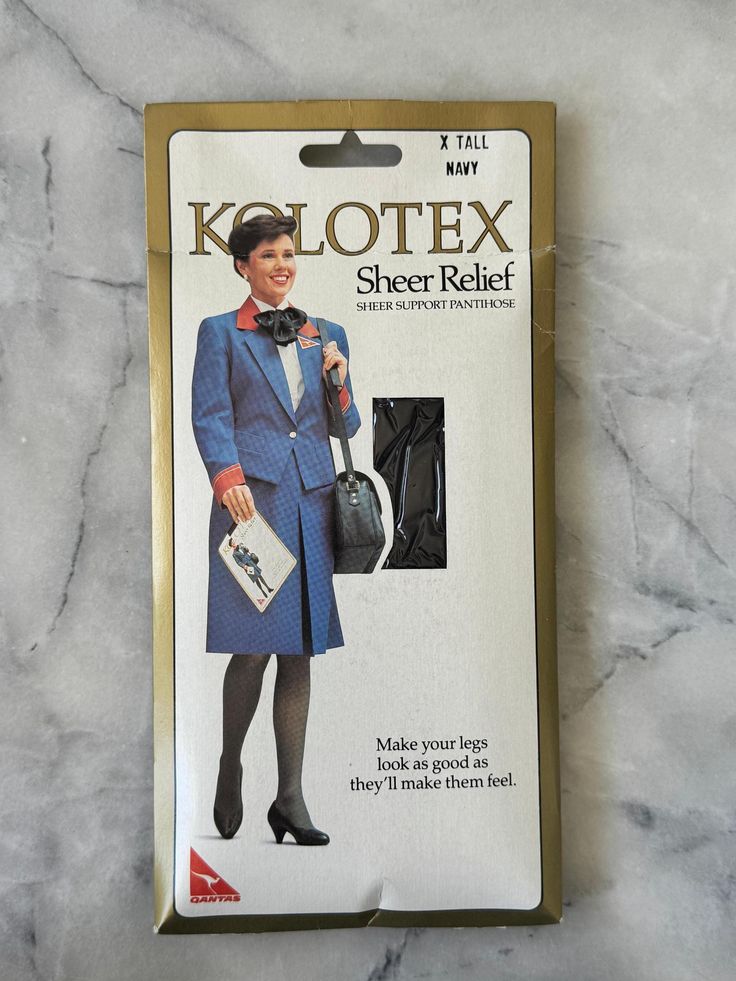 X TALL
NAVY
KOLOTEX
Sheer Relief
SHEER SUPPORT PANTIHOSE
Make your legs
look as good as
they'll make them feel.
QANTAS